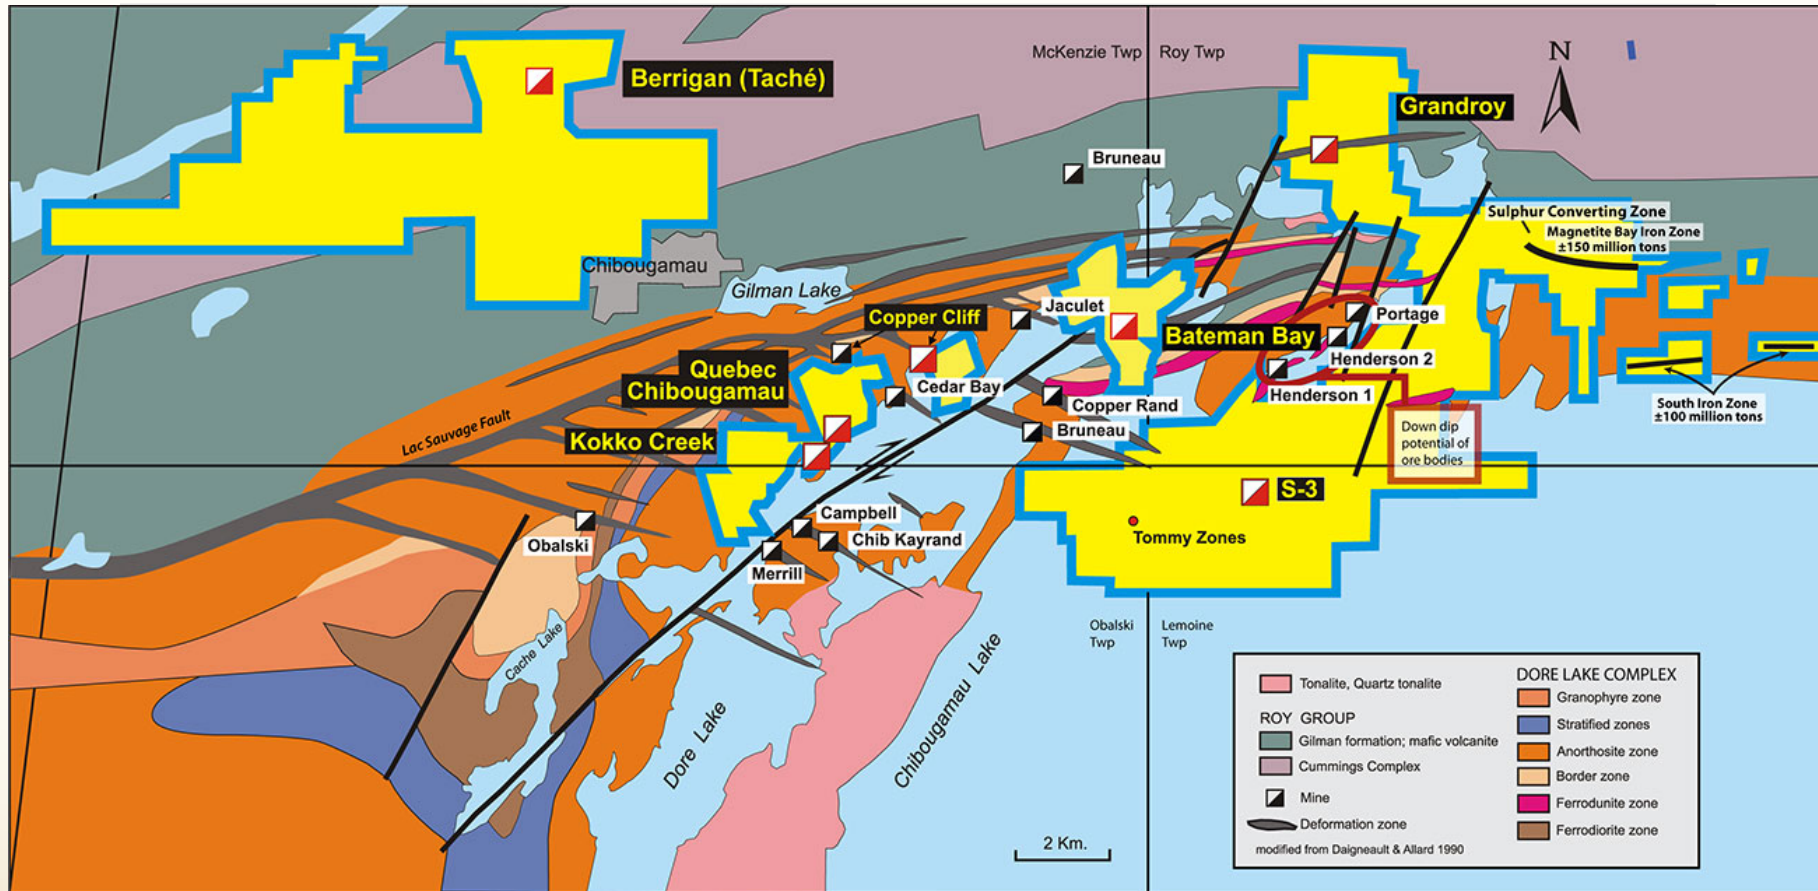 McKenzie Twp
Roy Twp
N
Berrigan (Taché)
Grandroy
Bruneau
Sulphur Converting Zone
Magnetite Bay Iron Zone
±150 million tons
Chibougamau
Gilman Lake
Copper Cliff
Jaculet
Portage
Bateman Bay
Henderson 2
Quebec
Chibougamau
Cedar Bay
Henderson 1
Copper Rand
South Iron Zone
±100 million tons
Lac Sauvage Fault
Kokko Creek
Bruneau
Down dip
potential of
ore bodies
S-3
Campbell
Tommy Zones
Obalski
Chib Kayrand
Merrill
Obalski
Twp
Lemoine
Twp
Cache Lake
Dore Lake
Chibougamau Lake
2 Km.
Tonalite, Quartz tonalite
ROY GROUP
Gilman formation; mafic volcanite
Cummings Complex
Mine
Deformation zone
modified from Daigneault & Allard 1990
DORE LAKE COMPLEX
Granophyre zone
Stratified zones
Anorthosite zone
Border zone
Ferrodunite zone
Ferrodiorite zone